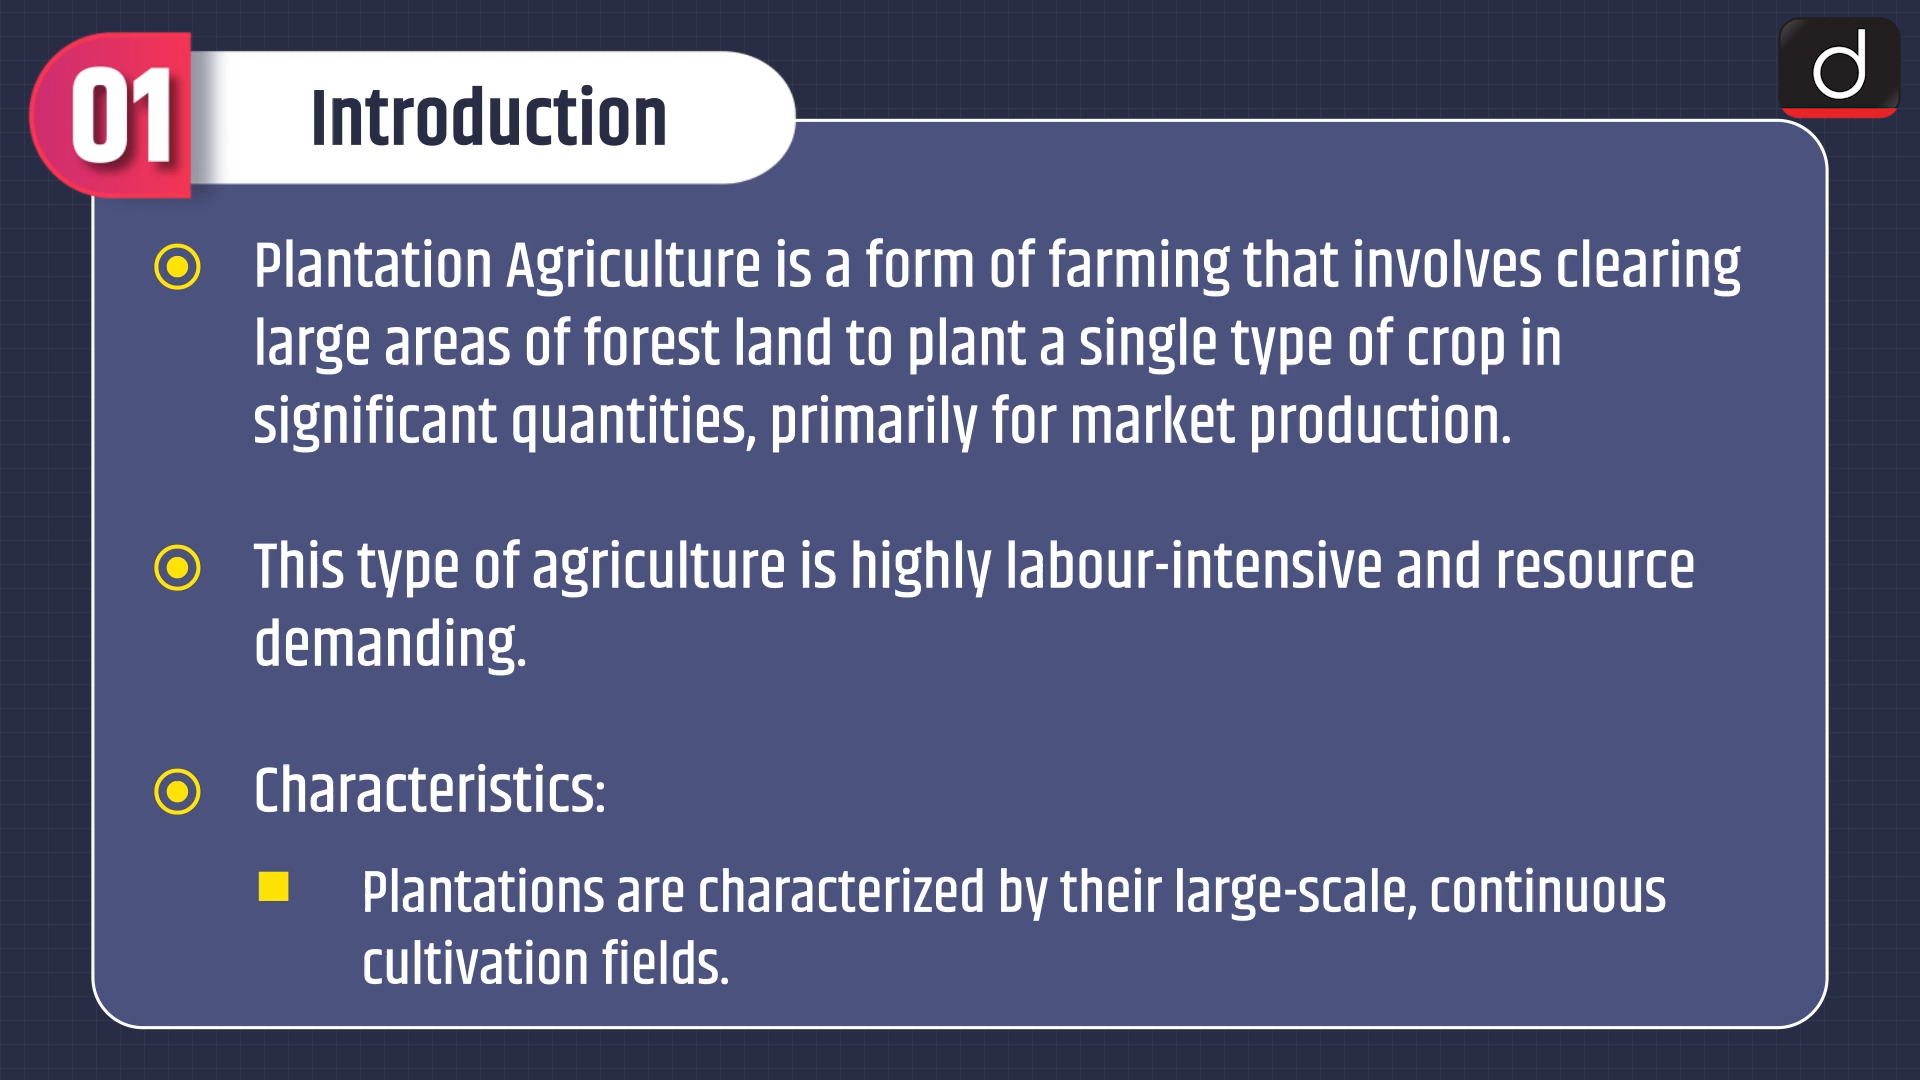 01
Introduction
d
Plantation Agriculture is a form of farming that involves clearing
large areas of forest land to plant a single type of crop in
significant quantities, primarily for market production.
This type of agriculture is highly labour-intensive and resource
demanding.
Characteristics:
Plantations are characterized by their large-scale, continuous
cultivation fields.